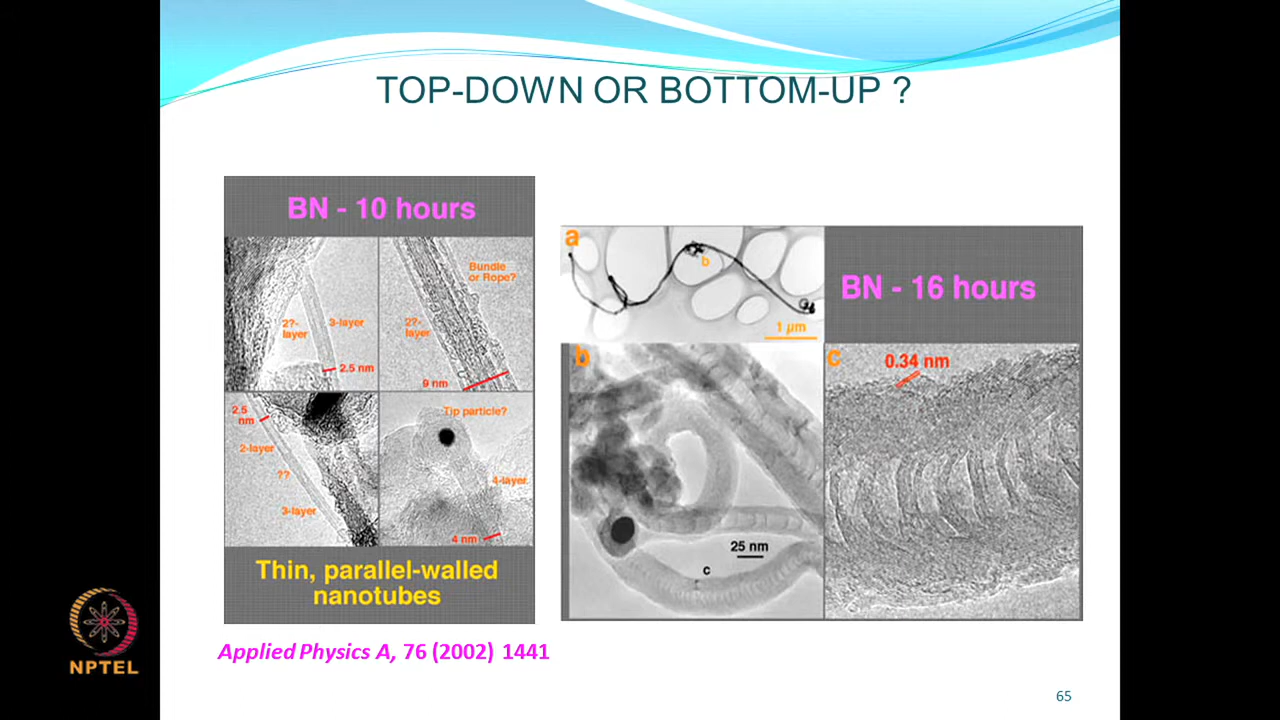 TOP-DOWN OR BOTTOM-UP ?
BN - 10 hours
2?-
layer
3-layer
2.5 nm
Bundle
or Rope?
2?-
layer
9 nm
2.5
nm
2-layer
??
3-layer
Tip particle?
4-layer
4 nm
Thin, parallel-walled
nanotubes
a
b
1 µm
BN - 16 hours
b
25 nm
c
c
0.34 nm
Applied Physics A, 76 (2002) 1441
NPTEL
65